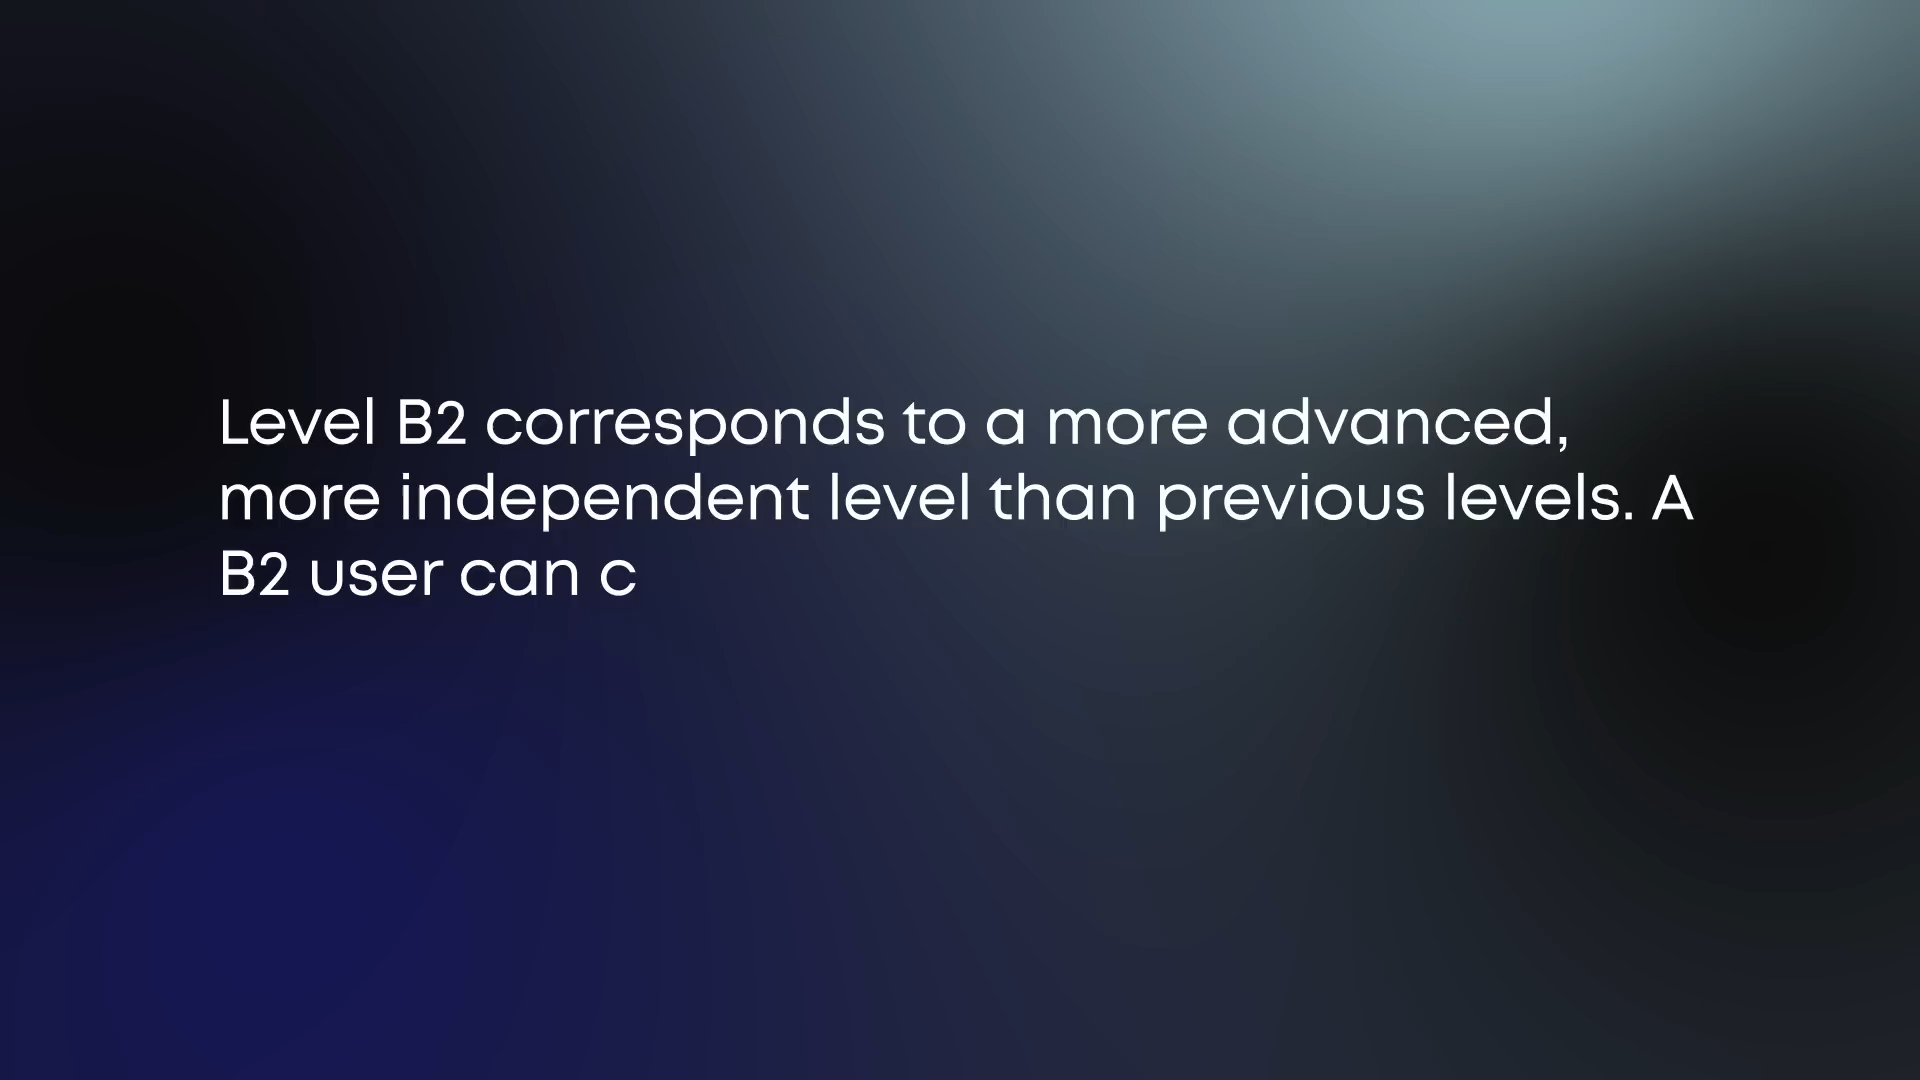 Level B2 corresponds to a more advanced,
more independent level than previous levels. A
B2 user can c